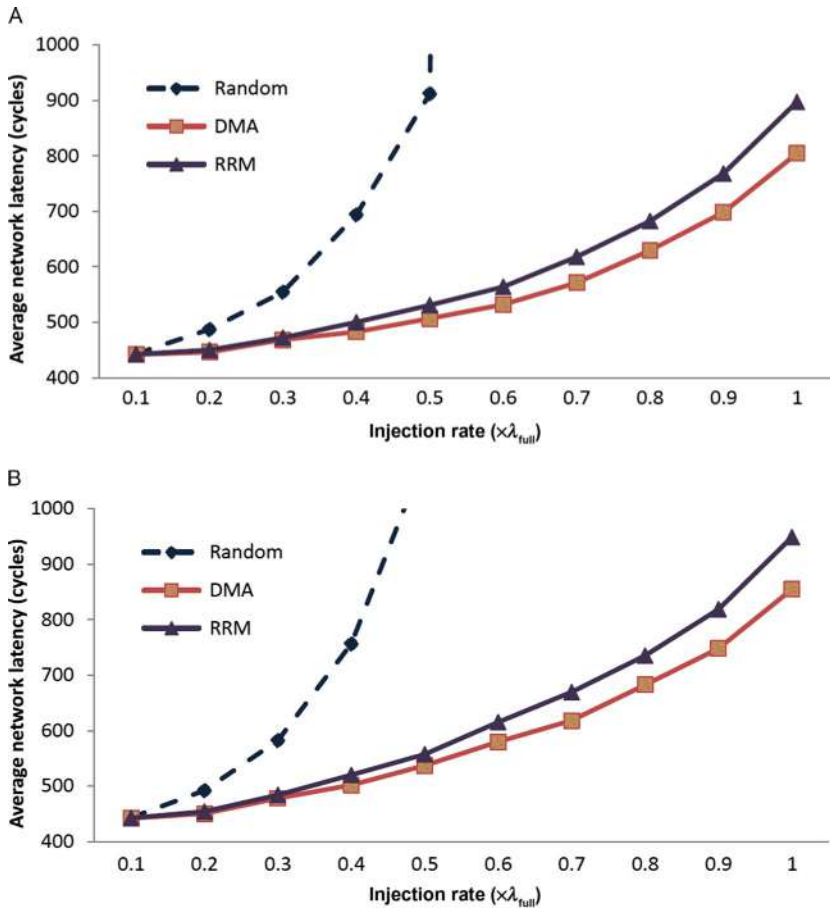 A
Average network latency (cycles)
1000
900
800
700
600
500
400
Random
DMA
RRM
0.1 0.2 0.3 0.4 0.5 0.6 0.7 0.8 0.9 1
Injection rate (×λfull)
B
Average network latency (cycles)
1000
900
800
700
600
500
400
Random
DMA
RRM
0.1 0.2 0.3 0.4 0.5 0.6 0.7 0.8 0.9 1
Injection rate (×λfull)